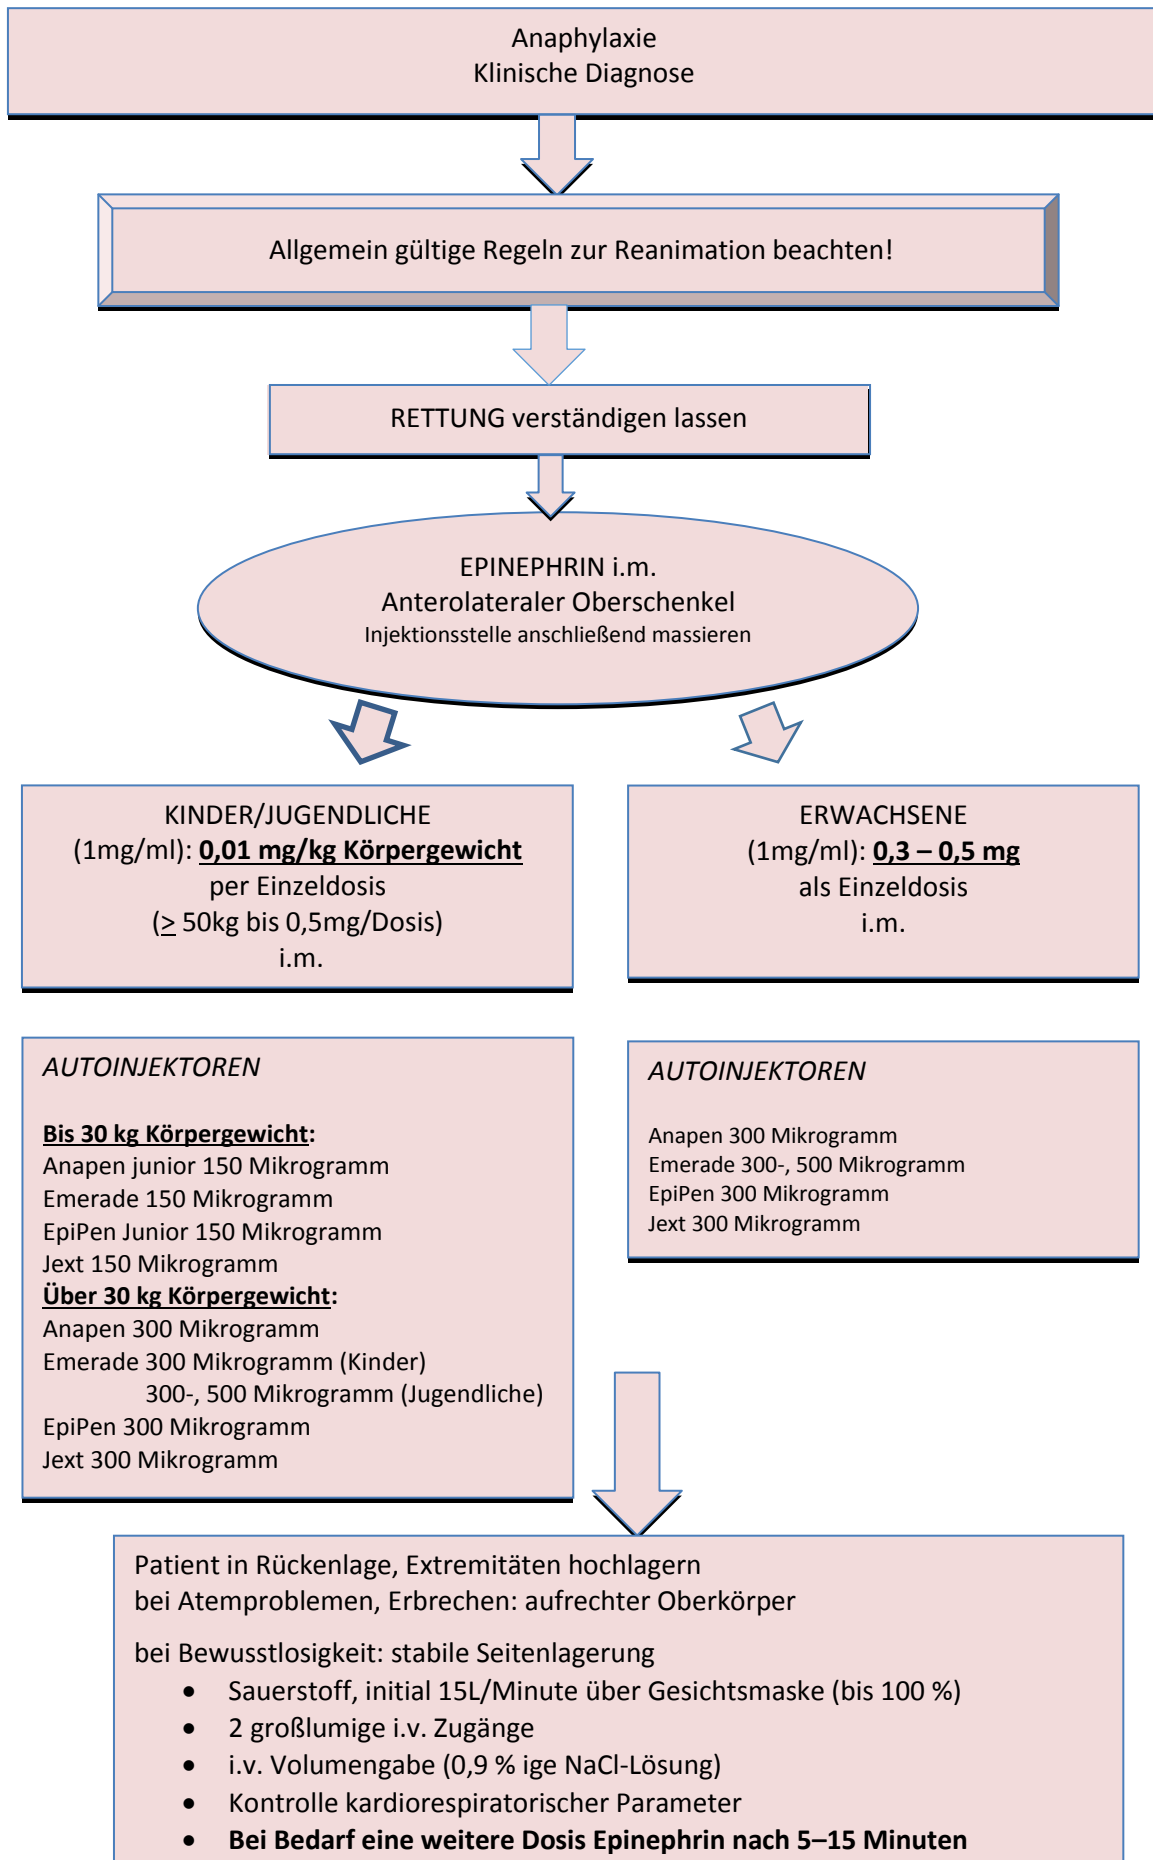 Anaphylaxie
Klinische Diagnose
Allgemein gültige Regeln zur Reanimation beachten!
RETTUNG verständigen lassen
EPINEPHRIN i.m.
Anterolateraler Oberschenkel
Injektionsstelle anschließend massieren
KINDER/JUGENDLICHE
(1mg/ml): 0,01 mg/kg Körpergewicht
per Einzeldosis
(≥ 50kg bis 0,5mg/Dosis)
i.m.
ERWACHSENE
(1mg/ml): 0,3 – 0,5 mg
als Einzeldosis
i.m.
AUTOINJEKTOREN
Bis 30 kg Körpergewicht:
Anapen junior 150 Mikrogramm
Emerade 150 Mikrogramm
EpiPen Junior 150 Mikrogramm
Jext 150 Mikrogramm
Über 30 kg Körpergewicht:
Anapen 300 Mikrogramm
Emerade 300 Mikrogramm (Kinder)
300-, 500 Mikrogramm (Jugendliche)
EpiPen 300 Mikrogramm
Jext 300 Mikrogramm
AUTOINJEKTOREN
Anapen 300 Mikrogramm
Emerade 300-, 500 Mikrogramm
EpiPen 300 Mikrogramm
Jext 300 Mikrogramm
Patient in Rückenlage, Extremitäten hochlagern
bei Atemproblemen, Erbrechen: aufrechter Oberkörper
bei Bewusstlosigkeit: stabile Seitenlagerung
• Sauerstoff, initial 15L/Minute über Gesichtsmaske (bis 100 %)
• 2 großlumige i.v. Zugänge
• i.v. Volumengabe (0,9 % ige NaCl-Lösung)
• Kontrolle kardiorespiratorischer Parameter
• Bei Bedarf eine weitere Dosis Epinephrin nach 5–15 Minuten